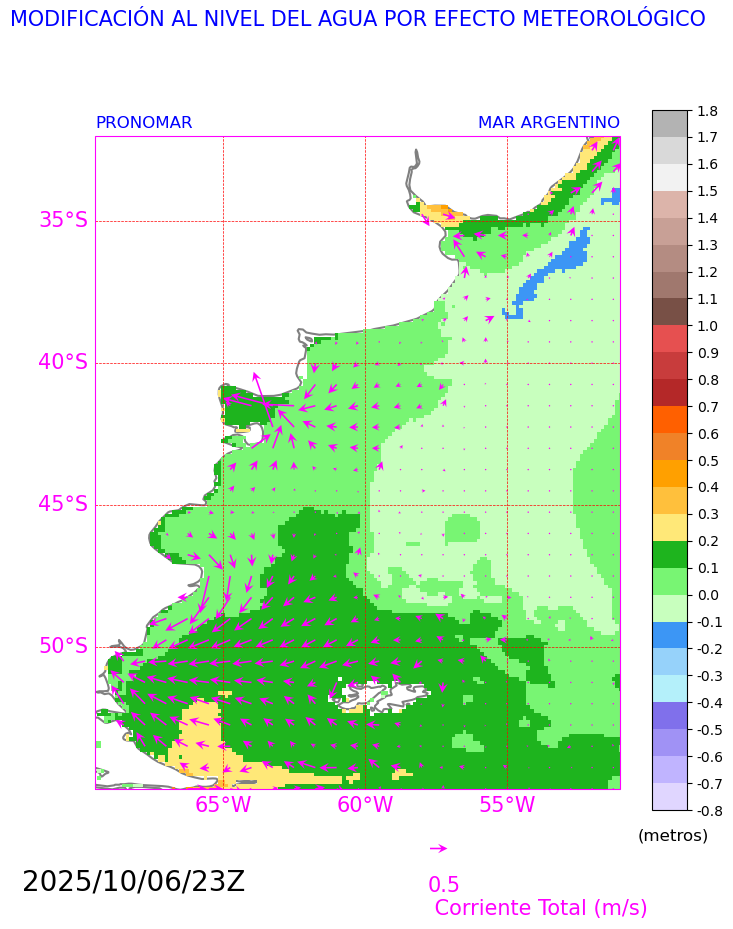 MODIFICACIÓN AL NIVEL DEL AGUA POR EFECTO METEOROLÓGICO
PRONOMAR MAR ARGENTINO
35°S
40°S
45°S
50°S
65°W 60°W 55°W
1.8
1.7
1.6
1.5
1.4
1.3
1.2
1.1
1.0
0.9
0.8
0.7
0.6
0.5
0.4
0.3
0.2
0.1
0.0
-0.1
-0.2
-0.3
-0.4
-0.5
-0.6
-0.7
-0.8
(metros)
0.5
Corriente Total (m/s)
2025/10/06/23Z